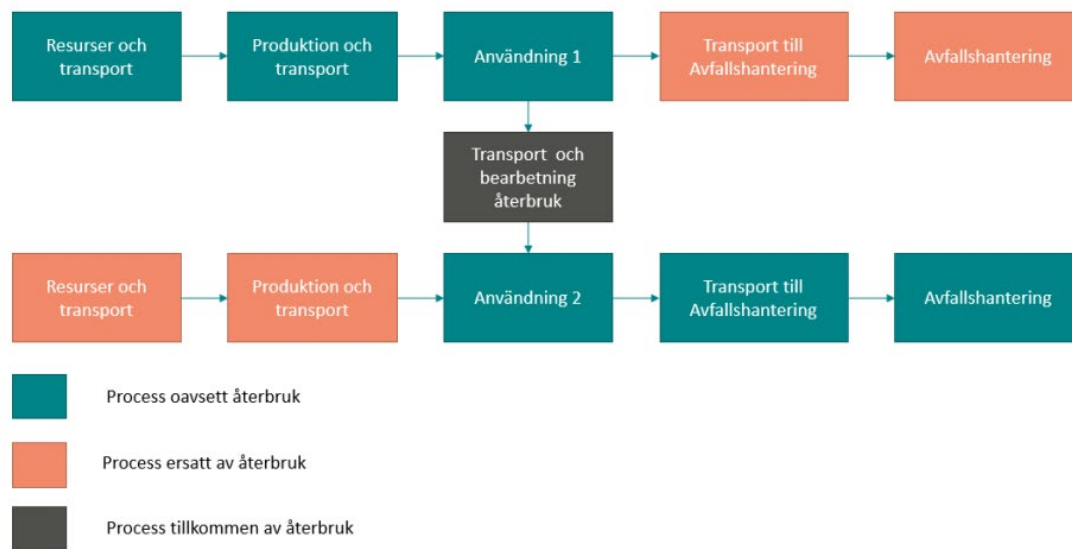 Resurser och
transport
Produktion och
transport
Användning 1
Transport till
Avfallshantering
Avfallshantering
Transport och
bearbetning
återbruk
Resurser och
transport
Produktion och
transport
Användning 2
Transport till
Avfallshantering
Avfallshantering
Process oavsett återbruk
Process ersatt av återbruk
Process tillkommen av återbruk